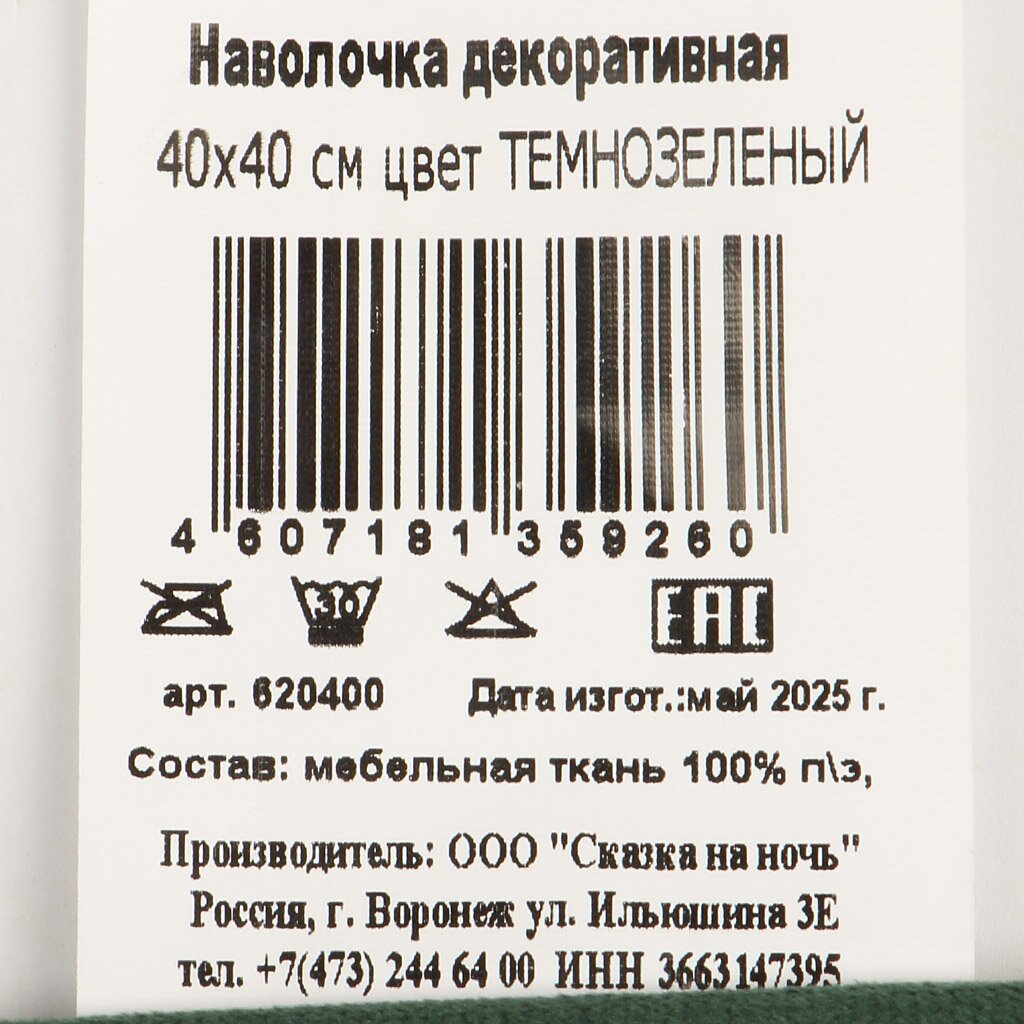 Наволочка декоративная
40х40 см цвет ТЕМНОЗЕЛЕНЫЙ
4 607181 359260
30 EAC
арт. 620400 Дата изгот.:май 2025 г.
Состав: мебельная ткань 100% п\э,
Производитель: ООО "Сказка на ночь"
Россия, г. Воронеж ул. Ильюшина 3Е
тел. +7(473) 244 64 00 ИНН 3663147395